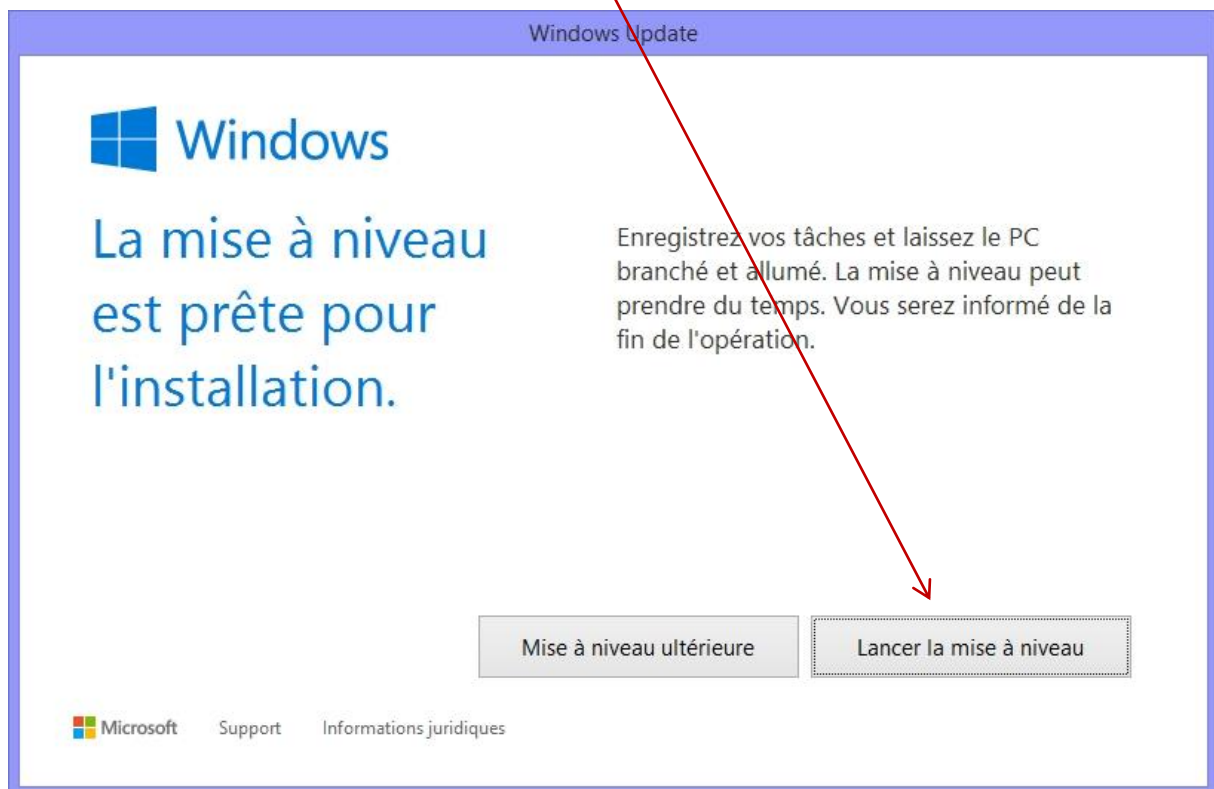 Windows Update
Windows
La mise à niveau
est prête pour
l'installation.
Enregistrez vos tâches et laissez le PC
branché et allumé. La mise à niveau peut
prendre du temps. Vous serez informé de la
fin de l'opération.
Mise à niveau ultérieure
Lancer la mise à niveau
Microsoft Support Informations juridiques